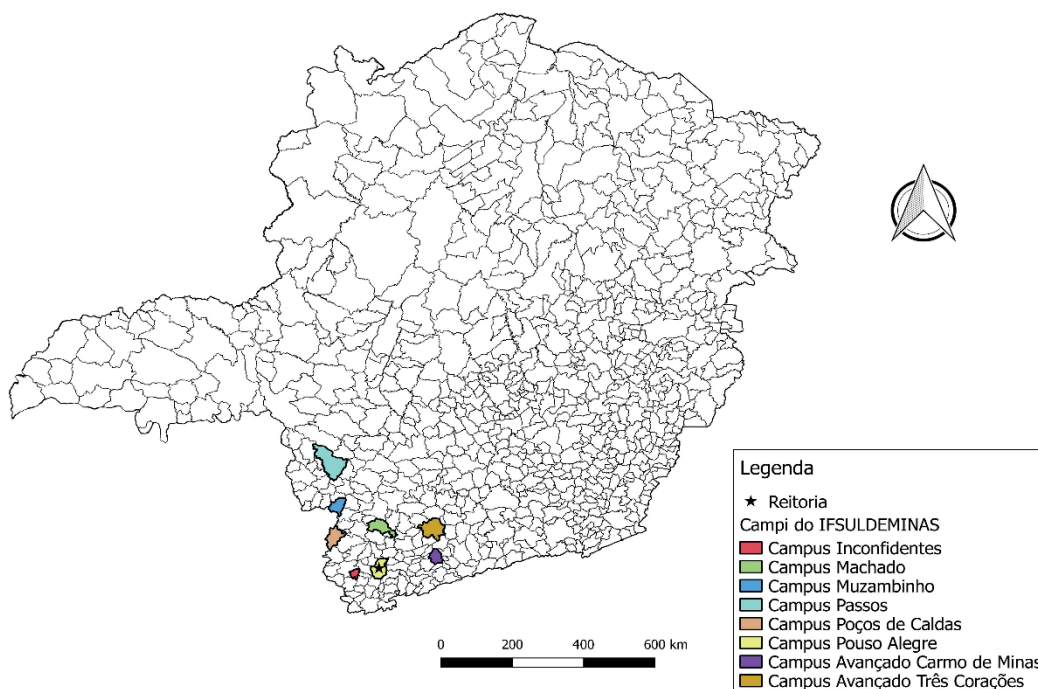 Legenda
★ Reitoria
Campi do IFSULDEMINAS
Campus Inconfidentes
Campus Machado
Campus Muzambinho
Campus Passos
Campus Poços de Caldas
Campus Pouso Alegre
Campus Avançado Carmo de Minas
Campus Avançado Três Corações
0 200 400 600 km